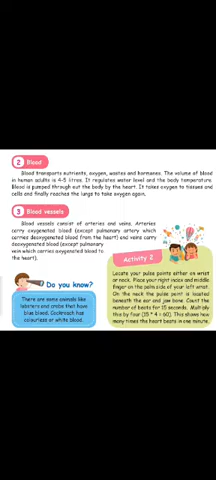 2 Blood
Blood transports nutrients, oxygen, wastes and hormones. The volume of blood
in human adults is 4-5 litres. It regulates water level and the body temperature.
Blood is pumped through out the body by the heart. It takes oxygen to tissues and
cells and finally reaches the lungs to take oxygen again.
3 Blood vessels
Blood vessels consist of arteries and veins. Arteries
carry oxygenated blood (except pulmonary artery which
carries deoxygenated blood from the heart) and veins carry
deoxygenated blood (except pulmonary
vein which carries oxygenated blood to
the heart).
Activity 2
Locate your pulse points either on wrist
or neck. Place your right index and middle
finger on the palm side of your left wrist.
On the neck the pulse point is located
beneath the ear and jaw bone. Count the
number of beats for 15 seconds. Multiply
this by four (15 * 4 = 60). This shows how
many times the heart beats in one minute.
Do you know?
There are some animals like
lobsters and crabs that have
blue blood. Cockroach has
colourless or white blood.